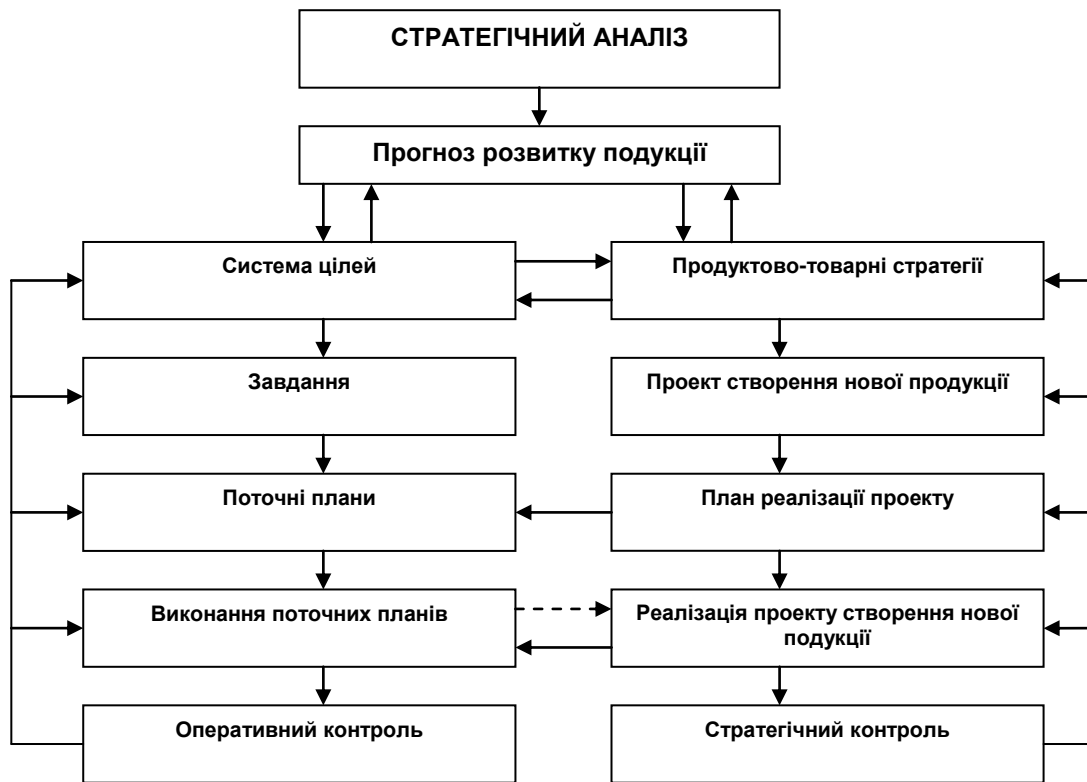 СТРАТЕГІЧНИЙ АНАЛІЗ
Прогноз розвитку подукції
Система цілей
Продуктово-товарні стратегії
Завдання
Проект створення нової продукції
Поточні плани
План реалізації проекту
Виконання поточних планів
Реалізація проекту створення нової
подукції
Оперативний контроль
Стратегічний контроль